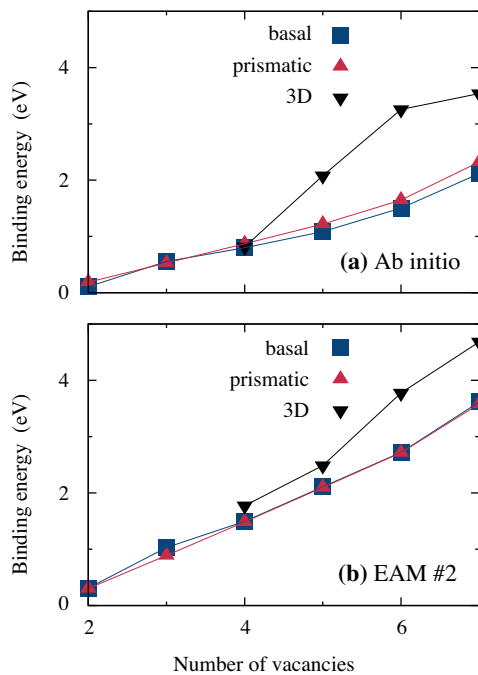 basal
prismatic
3D
4
2
0
Binding energy (eV)
(a) Ab initio
basal
prismatic
3D
4
2
0
Binding energy (eV)
(b) EAM #2
2
4
6
Number of vacancies